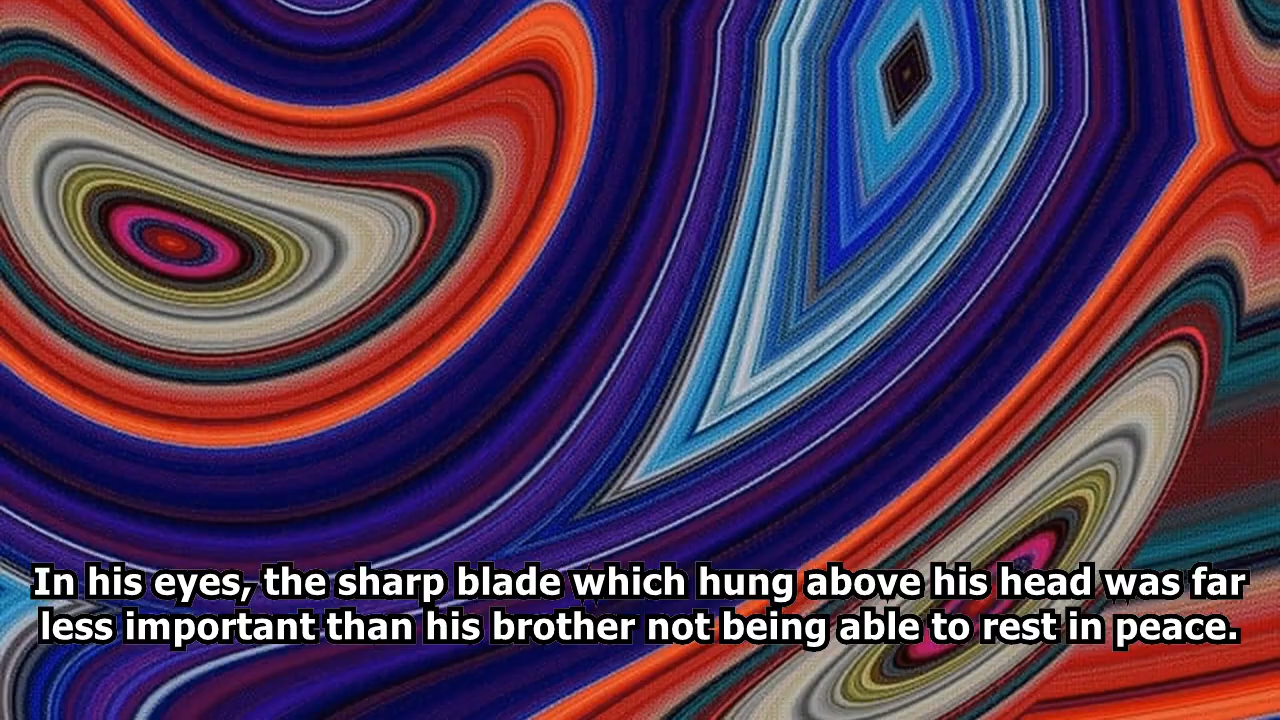 In his eyes, the sharp blade which hung above his head was far
less important than his brother not being able to rest in peace.